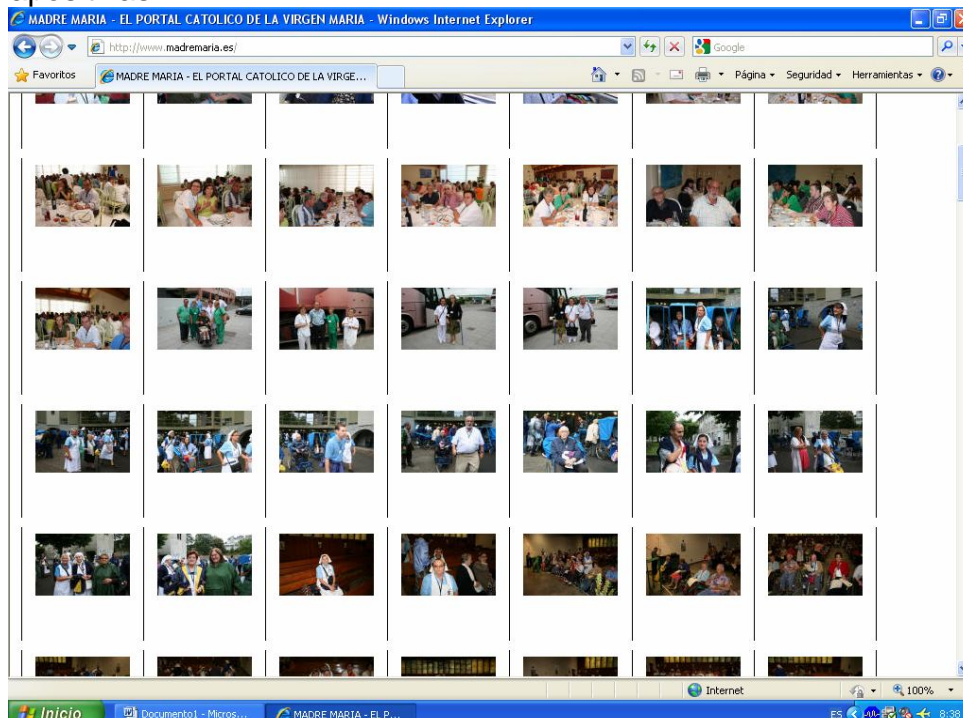 MADRE MARIA - EL PORTAL CATOLICO DE LA VIRGEN MARIA - Windows Internet Explorer
http://www.madremaria.es/
Google
Favoritos
MADRE MARIA - EL PORTAL CATOLICO DE LA VIRGE...
Página
Seguridad
Herramientas
Internet
100%
Inicio
Documento1 - Micros...
MADRE MARIA - EL P...
ES
8:38